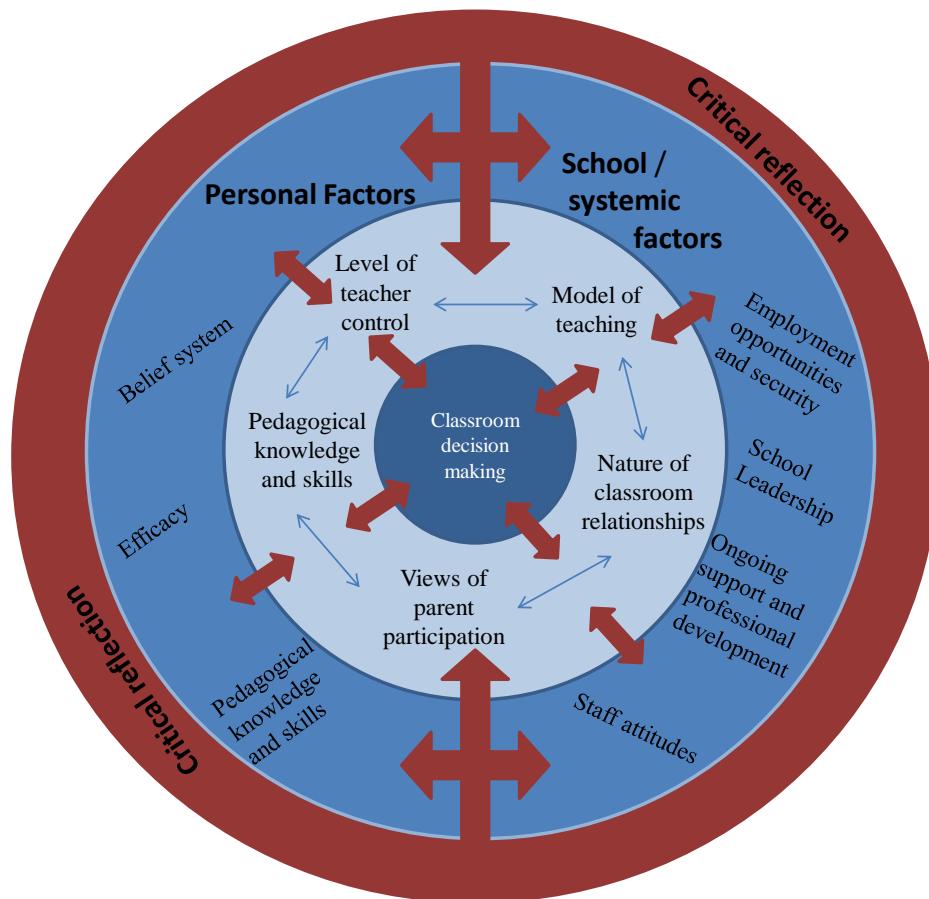 Critical reflection
Personal Factors
School /
systemic
factors
Level of
teacher
control
Model of
teaching
Employment
opportunities
and security
Belief system
Pedagogical
knowledge
and skills
Classroom
decision
making
Nature of
classroom
relationships
School
Leadership
Efficacy
Views of
parent
participation
Ongoing
support and
professional
development
Pedagogical
knowledge
and skills
Staff attitudes
Critical reflection